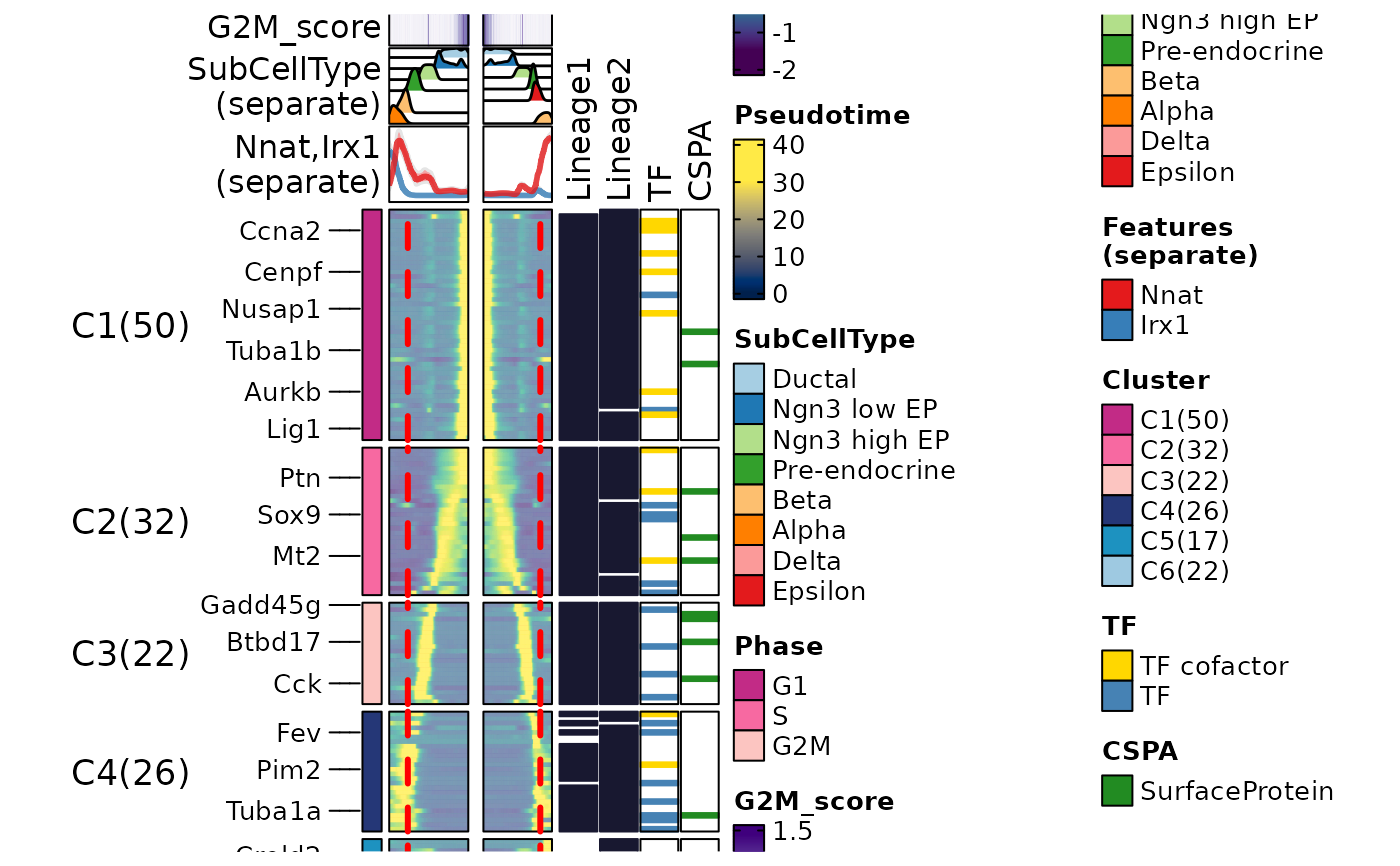 G2M_score
SubCellType
(separate)
Nnat,Irx1
(separate)
Lineage1
Lineage2
TF
CSPA
C1(50)
Ccna2
Cenpf
Nusap1
Tuba1b
Aurkb
Lig1
C2(32)
Ptn
Sox9
Mt2
C3(22)
Gadd45g
Btbd17
Cck
C4(26)
Fev
Pim2
Tuba1a
-1
-2
Pseudotime
40
30
20
10
0
SubCellType
Ductal
Ngn3 low EP
Ngn3 high EP
Pre-endocrine
Beta
Alpha
Delta
Epsilon
Phase
G1
S
G2M
G2M_score
1.5
Ngn3 high EP
Pre-endocrine
Beta
Alpha
Delta
Epsilon
Features
(separate)
Nnat
Irx1
Cluster
C1(50)
C2(32)
C3(22)
C4(26)
C5(17)
C6(22)
TF
TF cofactor
TF
CSPA
SurfaceProtein